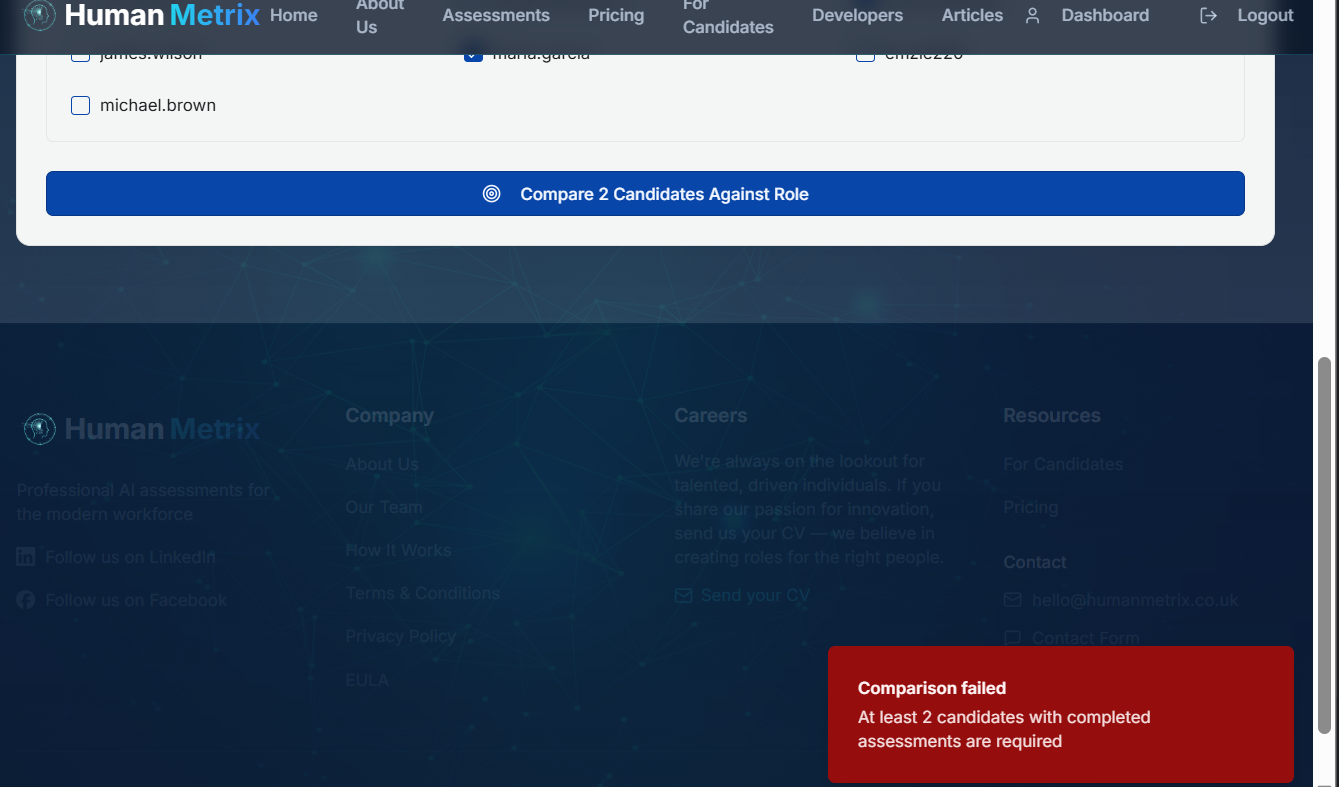 Human Metrix
Home
About
Us
Assessments
Pricing
For
Candidates
Developers
Articles
Dashboard
Logout
james.wilson
maria.garcia
emzie226
michael.brown
Compare 2 Candidates Against Role
Human Metrix
Professional AI assessments for
the modern workforce
Follow us on LinkedIn
Follow us on Facebook
Company
About Us
Our Team
How It Works
Terms & Conditions
Privacy Policy
EULA
Careers
We're always on the lookout for
talented, driven individuals. If you
share our passion for innovation,
send us your CV — we believe in
creating roles for the right people.
Send your CV
Resources
For Candidates
Pricing
Contact
hello@humanmetrix.co.uk
Contact Form
Comparison failed
At least 2 candidates with completed
assessments are required